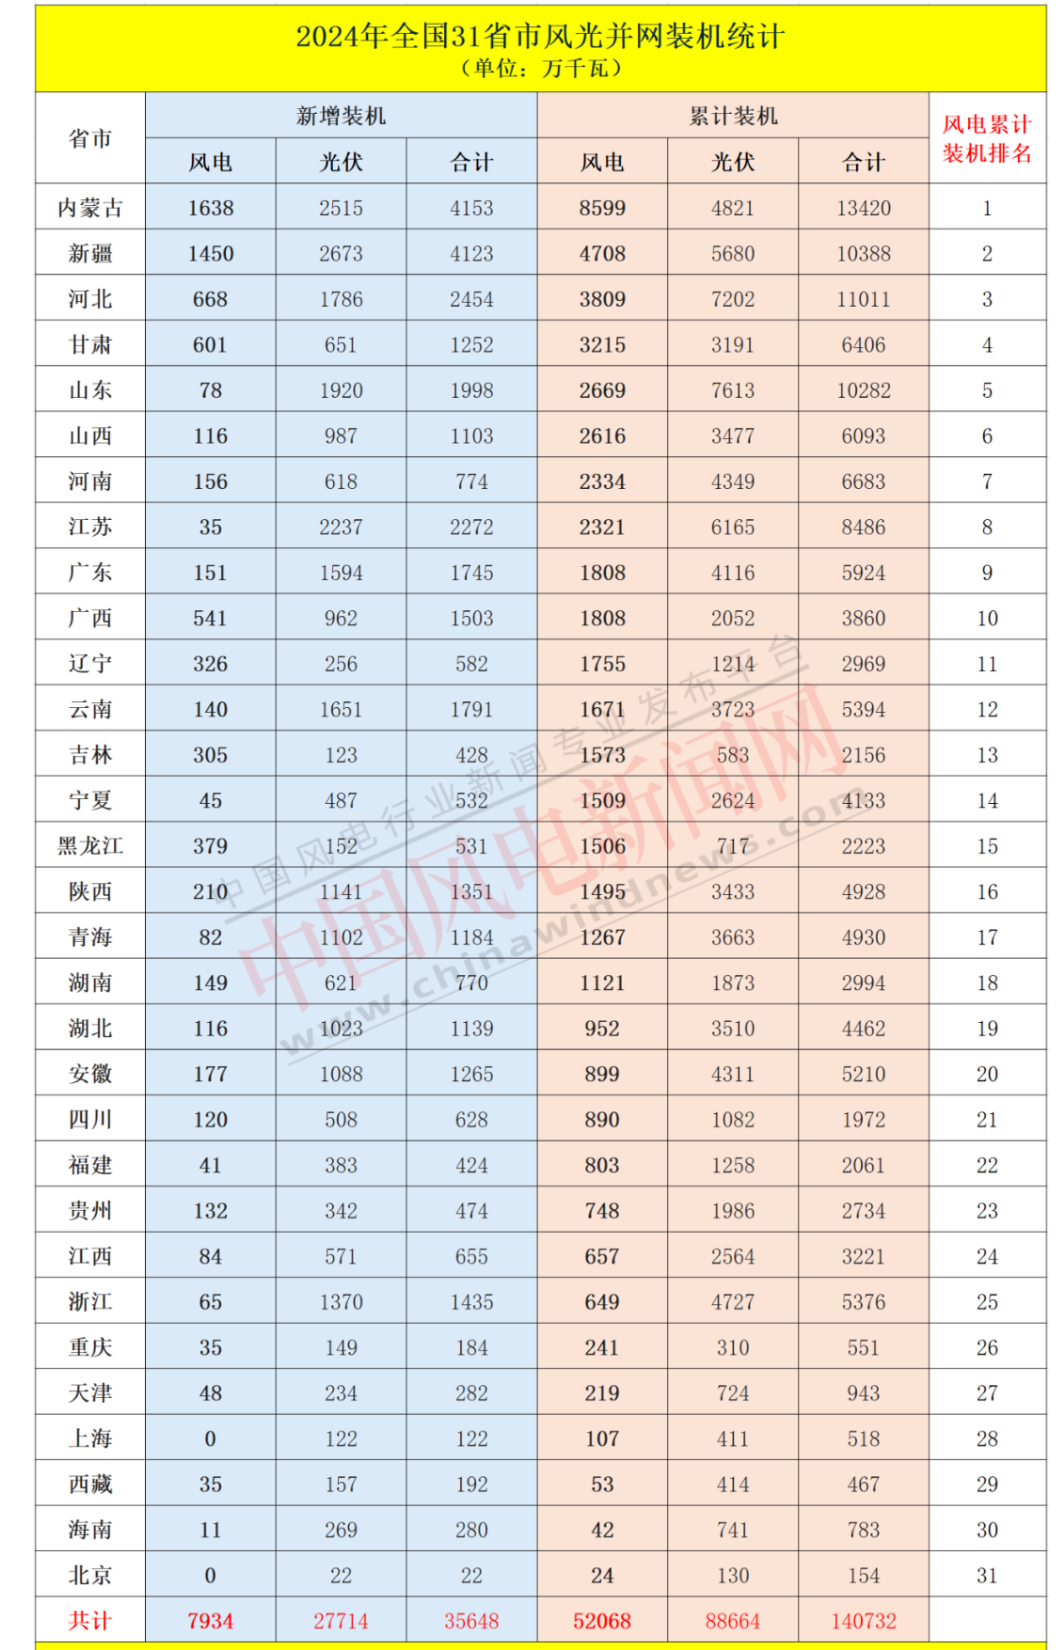 2024年全国31省市风光并网装机统计
（单位：万千瓦）
省市 新增装机 累计装机 风电累计装机排名
风电 光伏 合计 风电 光伏 合计
内蒙古 1638 2515 4153 8599 4821 13420 1
新疆 1450 2673 4123 4708 5680 10388 2
河北 668 1786 2454 3809 7202 11011 3
甘肃 601 651 1252 3215 3191 6406 4
山东 78 1920 1998 2669 7613 10282 5
山西 116 987 1103 2616 3477 6093 6
河南 156 618 774 2334 4349 6683 7
江苏 35 2237 2272 2321 6165 8486 8
广东 151 1594 1745 1808 4116 5924 9
广西 541 962 1503 1808 2052 3860 10
辽宁 326 256 582 1755 1214 2969 11
云南 140 1651 1791 1671 3723 5394 12
吉林 305 123 428 1573 583 2156 13
宁夏 45 487 532 1509 2624 4133 14
黑龙江 379 152 531 1506 717 2223 15
陕西 210 1141 1351 1495 3433 4928 16
青海 82 1102 1184 1267 3663 4930 17
湖南 149 621 770 1121 1873 2994 18
湖北 116 1023 1139 952 3510 4462 19
安徽 177 1088 1265 899 4311 5210 20
四川 120 508 628 890 1082 1972 21
福建 41 383 424 803 1258 2061 22
贵州 132 342 474 748 1986 2734 23
江西 84 571 655 657 2564 3221 24
浙江 65 1370 1435 649 4727 5376 25
重庆 35 149 184 241 310 551 26
天津 48 234 282 219 724 943 27
上海 0 122 122 107 411 518 28
西藏 35 157 192 53 414 467 29
海南 11 269 280 42 741 783 30
北京 0 22 22 24 130 154 31
共计 7934 27714 35648 52068 88664 140732
中国风电行业新闻专业发布平台
中国风电新闻网
www.chinawindnews.com